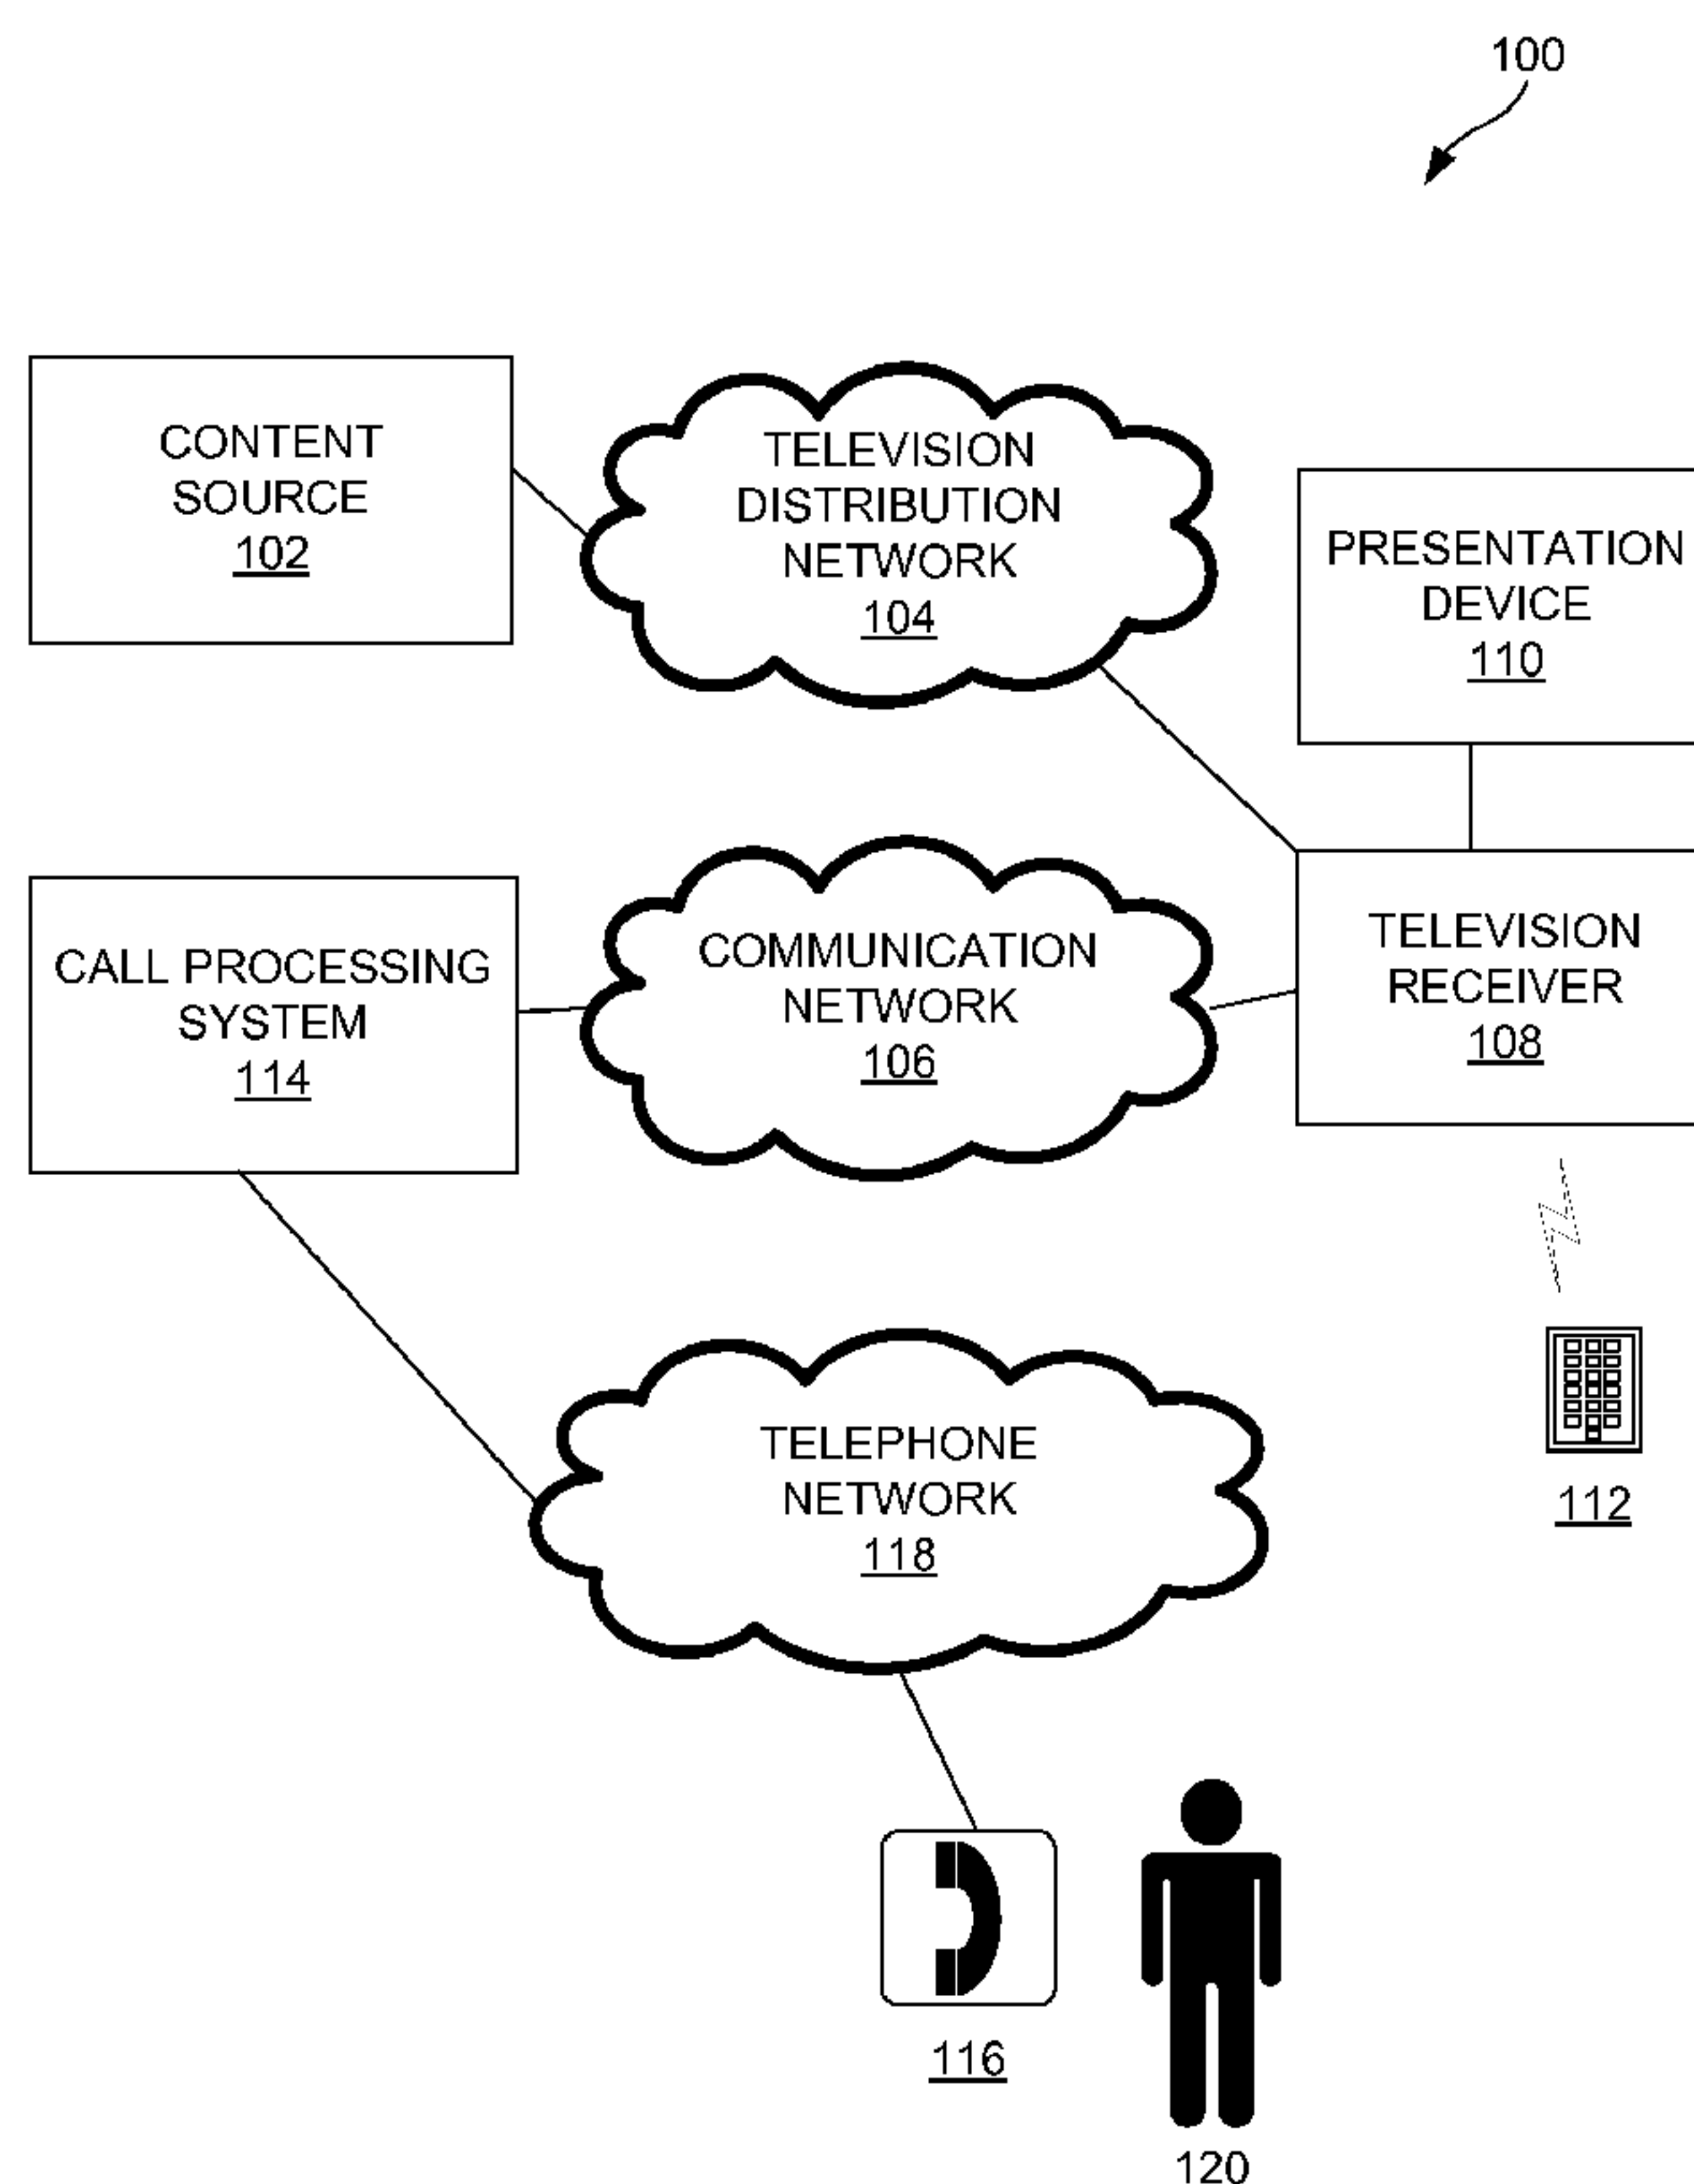 100
CONTENT
SOURCE
102
TELEVISION
DISTRIBUTION
NETWORK
104
PRESENTATION
DEVICE
110
CALL PROCESSING
SYSTEM
114
COMMUNICATION
NETWORK
106
TELEVISION
RECEIVER
108
TELEPHONE
NETWORK
118
112
116
120